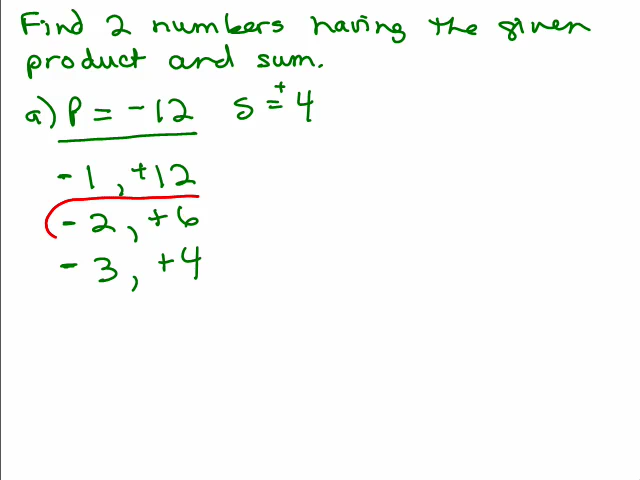 Find 2 numbers having the given
product and sum.
a) P = -12 S = +4
-1, +12
-2, +6
-3, +4